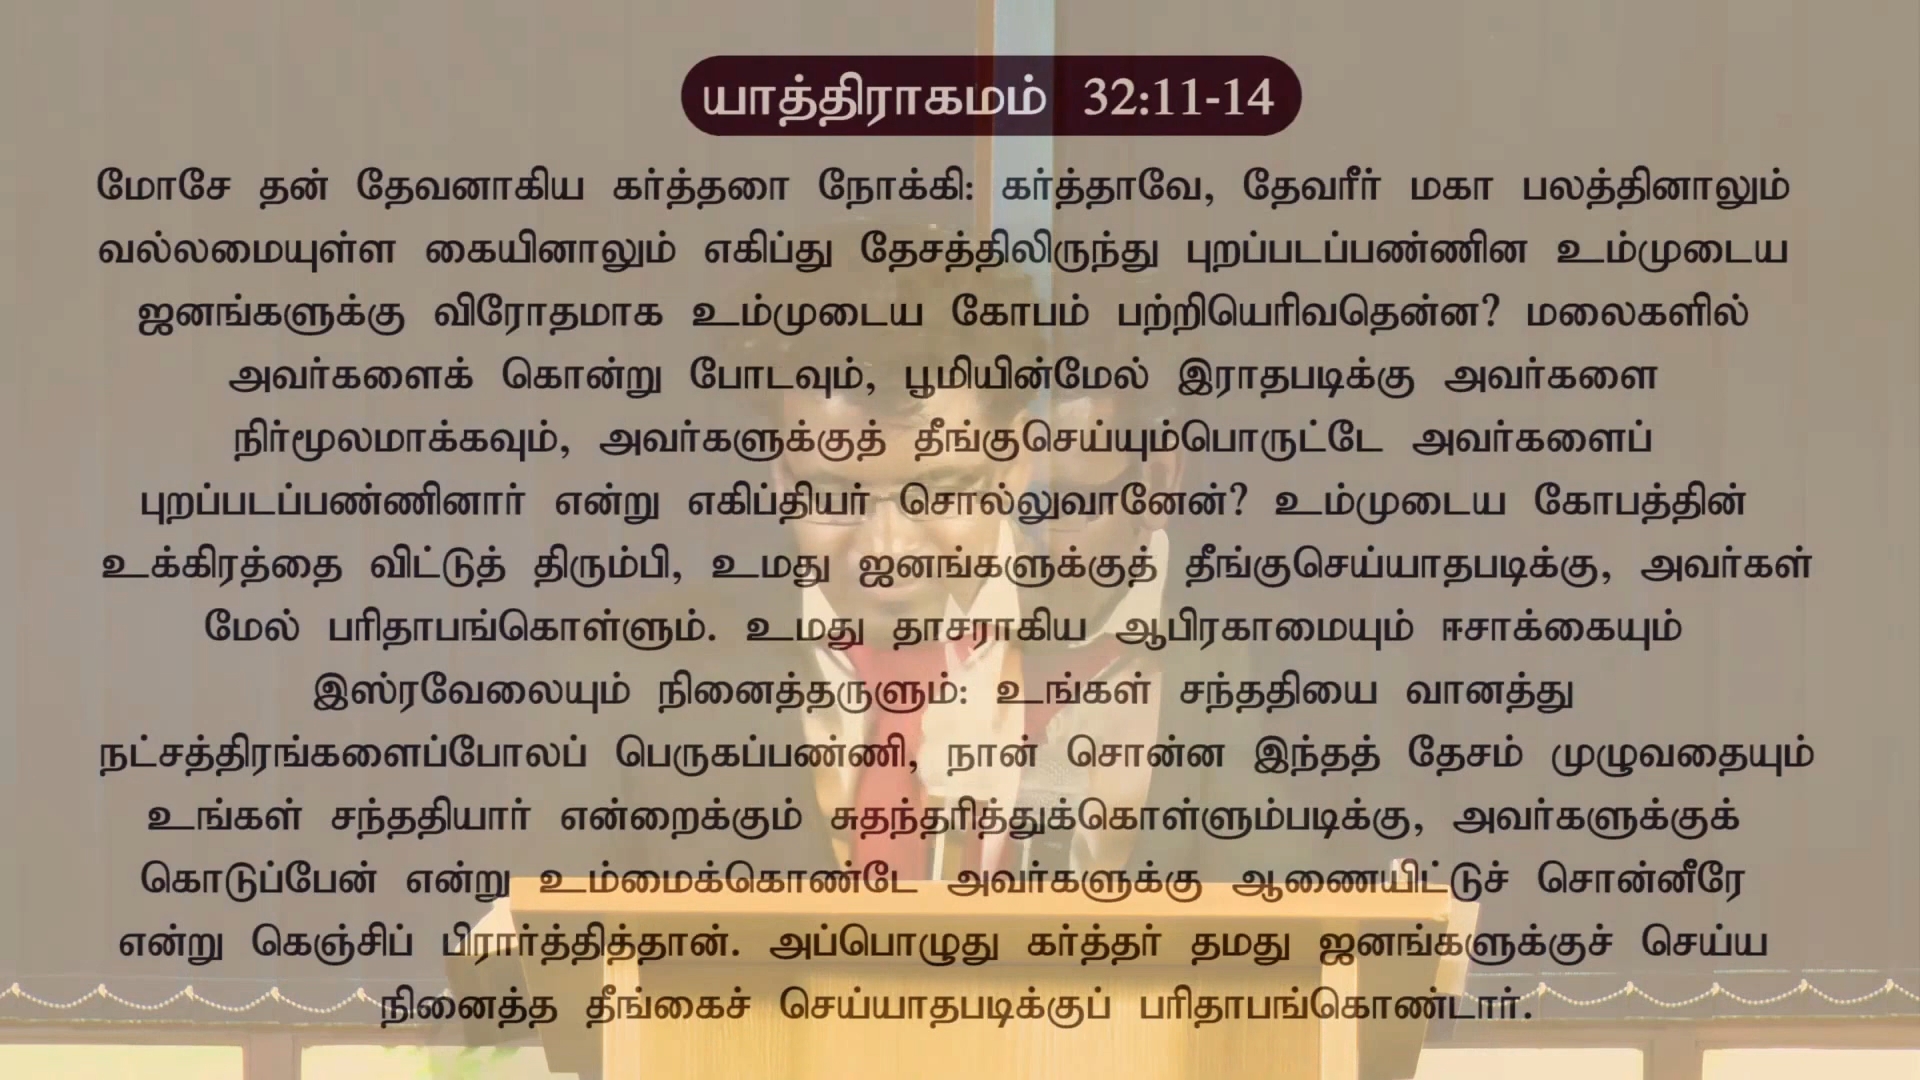 யாத்திராகமம் 32:11-14
மோசே தன் தேவனாகிய கர்த்தரை நோக்கி: கர்த்தாவே, தேவரீர் மகா பலத்தினாலும்
வல்லமையுள்ள கையினாலும் எகிப்து தேசத்திலிருந்து புறப்படப்பண்ணின உம்முடைய
ஜனங்களுக்கு விரோதமாக உம்முடைய கோபம் பற்றியெரிவதென்ன? மலைகளில்
அவர்களைக் கொன்று போடவும், பூமியின்மேல் இராதபடிக்கு அவர்களை
நிர்மூலமாக்கவும், அவர்களுக்குத் தீங்குசெய்யும்பொருட்டே அவர்களைப்
புறப்படப்பண்ணினார் என்று எகிப்தியர் சொல்லுவானேன்? உம்முடைய கோபத்தின்
உக்கிரத்தை விட்டுத் திரும்பி, உமது ஜனங்களுக்குத் தீங்குசெய்யாதபடிக்கு, அவர்கள்
மேல் பரிதாபங்கொள்ளும். உமது தாசராகிய ஆபிரகாமையும் ஈசாக்கையும்
இஸ்ரவேலையும் நினைத்தருளும்: உங்கள் சந்ததியை வானத்து
நட்சத்திரங்களைப்போலப் பெருகப்பண்ணி, நான் சொன்ன இந்தத் தேசம் முழுவதையும்
உங்கள் சந்ததியார் என்றைக்கும் சுதந்தரித்துக்கொள்ளும்படிக்கு, அவர்களுக்குக்
கொடுப்பேன் என்று உம்மைக்கொண்டே அவர்களுக்கு ஆணையிட்டுச் சொன்னீரே
என்று கெஞ்சிப் பிரார்த்தித்தான். அப்பொழுது கர்த்தர் தமது ஜனங்களுக்குச் செய்ய
நினைத்த தீங்கைச் செய்யாதபடிக்குப் பரிதாபங்கொண்டார்.